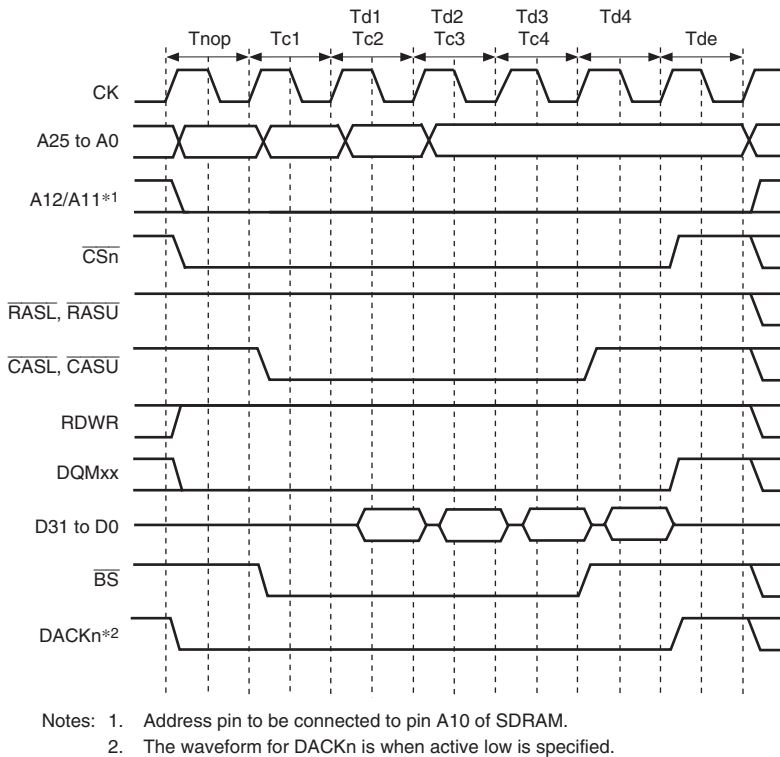 Td1 Td2 Td3 Td4
Tnop Tc1 Tc2 Tc3 Tc4 Tde
CK
A25 to A0
A12/A11*1
CSn
RASL, RASU
CASL, CASU
RDWR
DQMxx
D31 to D0
BS
DACKn*2
Notes: 1. Address pin to be connected to pin A10 of SDRAM.
2. The waveform for DACKn is when active low is specified.